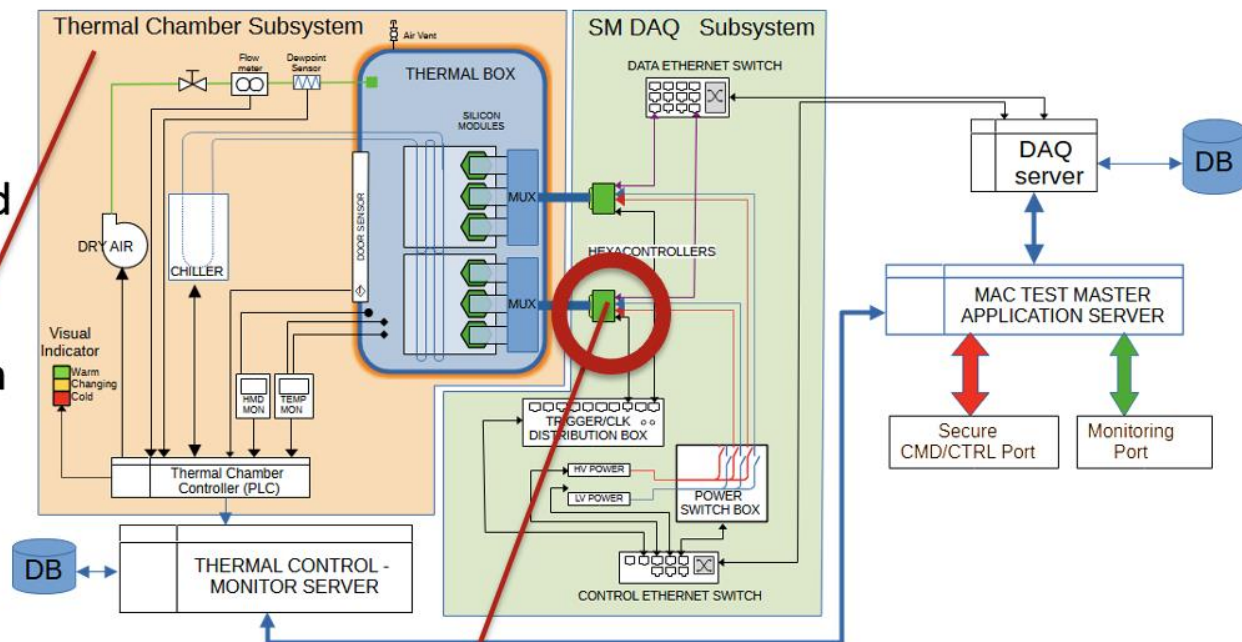 Thermal Chamber Subsystem
Air Vent
Flow
meter
Dewpoint
Sensor
THERMAL BOX
SILICON
MODULES
DOOR SENSOR
MUX
MUX
DRY AIR
CHILLER
Visual
Indicator
Warm
Changing
Cold
HMD
MON
TEMP
MON
Thermal Chamber
Controller (PLC)
DB
THERMAL CONTROL -
MONITOR SERVER
SM DAQ Subsystem
DATA ETHERNET SWITCH
HEXACONTROLLERS
TRIGGER/CLK
DISTRIBUTION BOX
HV POWER
LV POWER
POWER
SWITCH BOX
CONTROL ETHERNET SWITCH
DAQ
server
DB
MAC TEST MASTER
APPLICATION SERVER
Secure
CMD/CTRL Port
Monitoring
Port